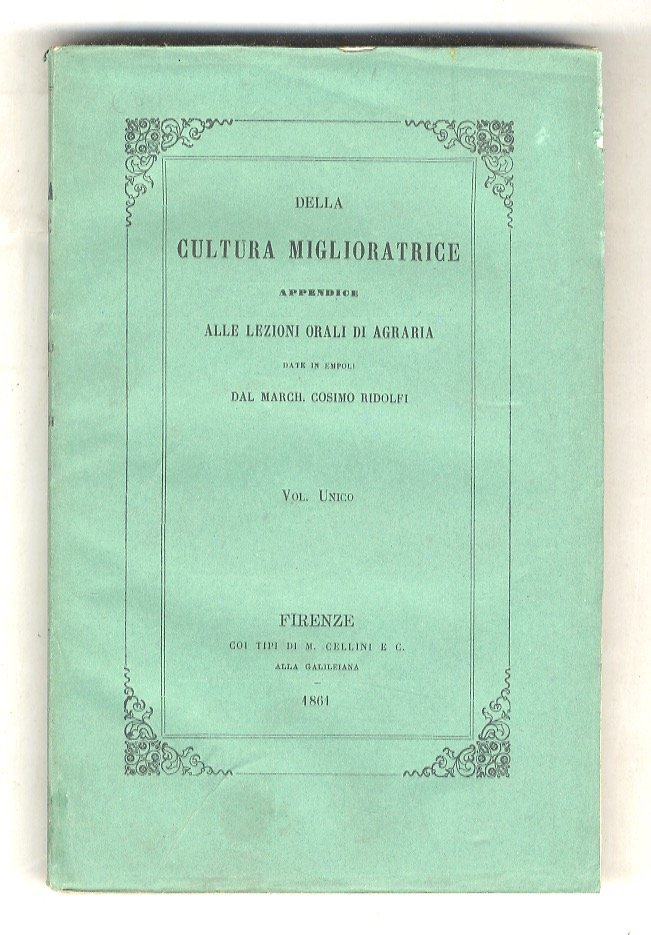 DELLA
CULTURA MIGLIORATRICE
APPENDICE
ALLE LEZIONI ORALI DI AGRARIA
DATE IN EMPOLI
DAL MARCH. COSIMO RIDOLFI
VOL. UNICO
FIRENZE
COI TIPI DI M. CELLINI E C.
ALLA GALILEIANA
1861